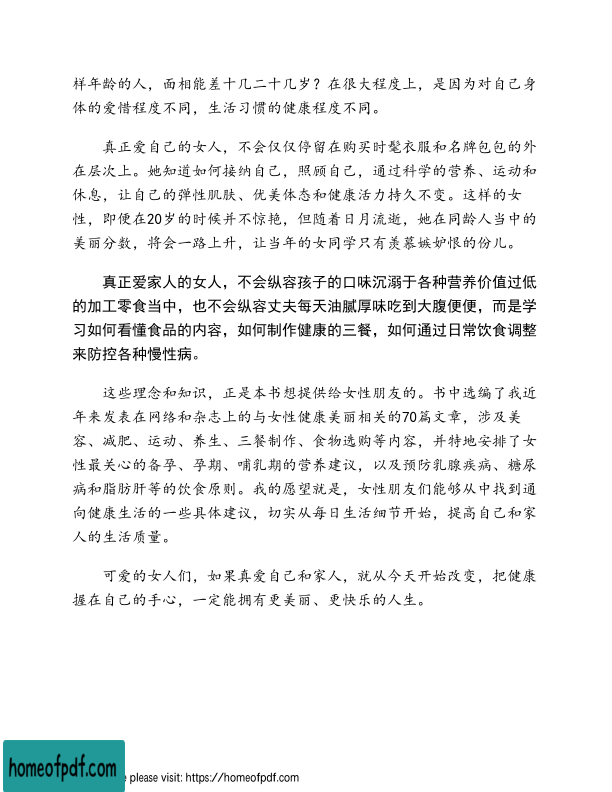 样年龄的人，面相能差十几二十几岁？在很大程度上，是因为对自己身
体的爱惜程度不同，生活习惯的健康程度不同。
真正爱自己的女人，不会仅仅停留在购买时髦衣服和名牌包包的外
在层次上。她知道如何接纳自己，照顾自己，通过科学的营养、运动和
休息，让自己的弹性肌肤、优美体态和健康活力持久不变。这样的女
性，即便在20岁的时候并不惊艳，但随着日月流逝，她在同龄人当中的
美丽分数，将会一路上升，让当年的女同学只有羡慕嫉妒恨的份儿。
真正爱家人的女人，不会纵容孩子的口味沉溺于各种营养价值过低
的加工零食当中，也不会纵容丈夫每天油腻厚味吃到大腹便便，而是学
习如何看懂食品的内容，如何制作健康的三餐，如何通过日常饮食调整
来防控各种慢性病。
这些理念和知识，正是本书想提供给女性朋友的。书中选编了我近
年来发表在网络和杂志上的与女性健康美丽相关的70篇文章，涉及美
容、减肥、运动、养生、三餐制作、食物选购等内容，并特地安排了女
性最关心的备孕、孕期、哺乳期的营养建议，以及预防乳腺疾病、糖尿
病和脂肪肝等的饮食原则。我的愿望就是，女性朋友们能够从中找到通
向健康生活的一些具体建议，切实从每日生活细节开始，提高自己和家
人的生活质量。
可爱的女人们，如果真爱自己和家人，就从今天开始改变，把健康
握在自己的手心，一定能拥有更美丽、更快乐的人生。
homeofpdf.com
e please visit: https://homeofpdf.com